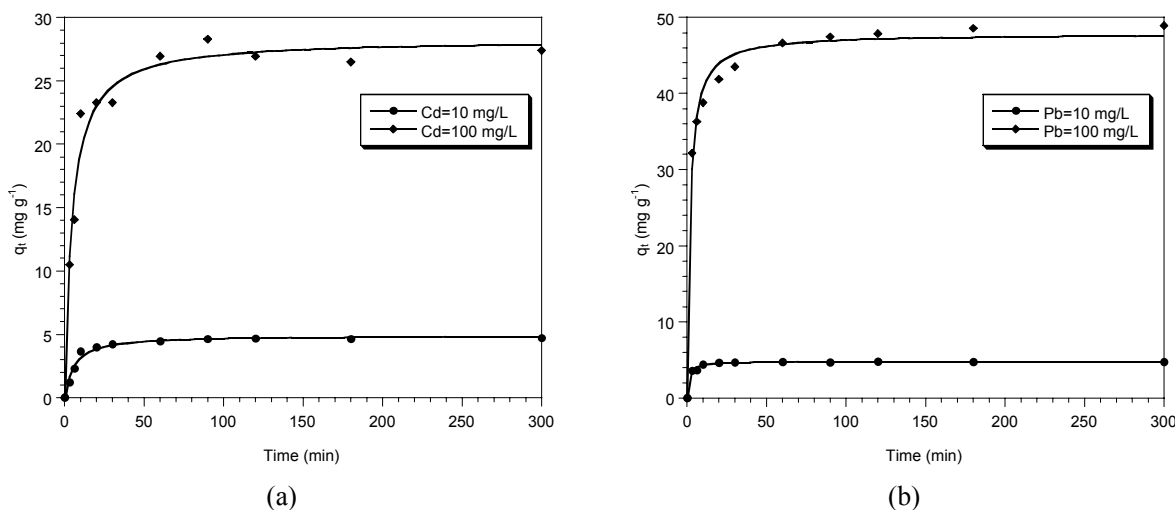 30
25
20
15
10
5
0
qt (mg g-1)
Cd=10 mg/L
Cd=100 mg/L
0 50 100 150 200 250 300
Time (min)
(a)
50
40
30
20
10
0
qt (mg g-1)
Pb=10 mg/L
Pb=100 mg/L
0 50 100 150 200 250 300
Time (min)
(b)